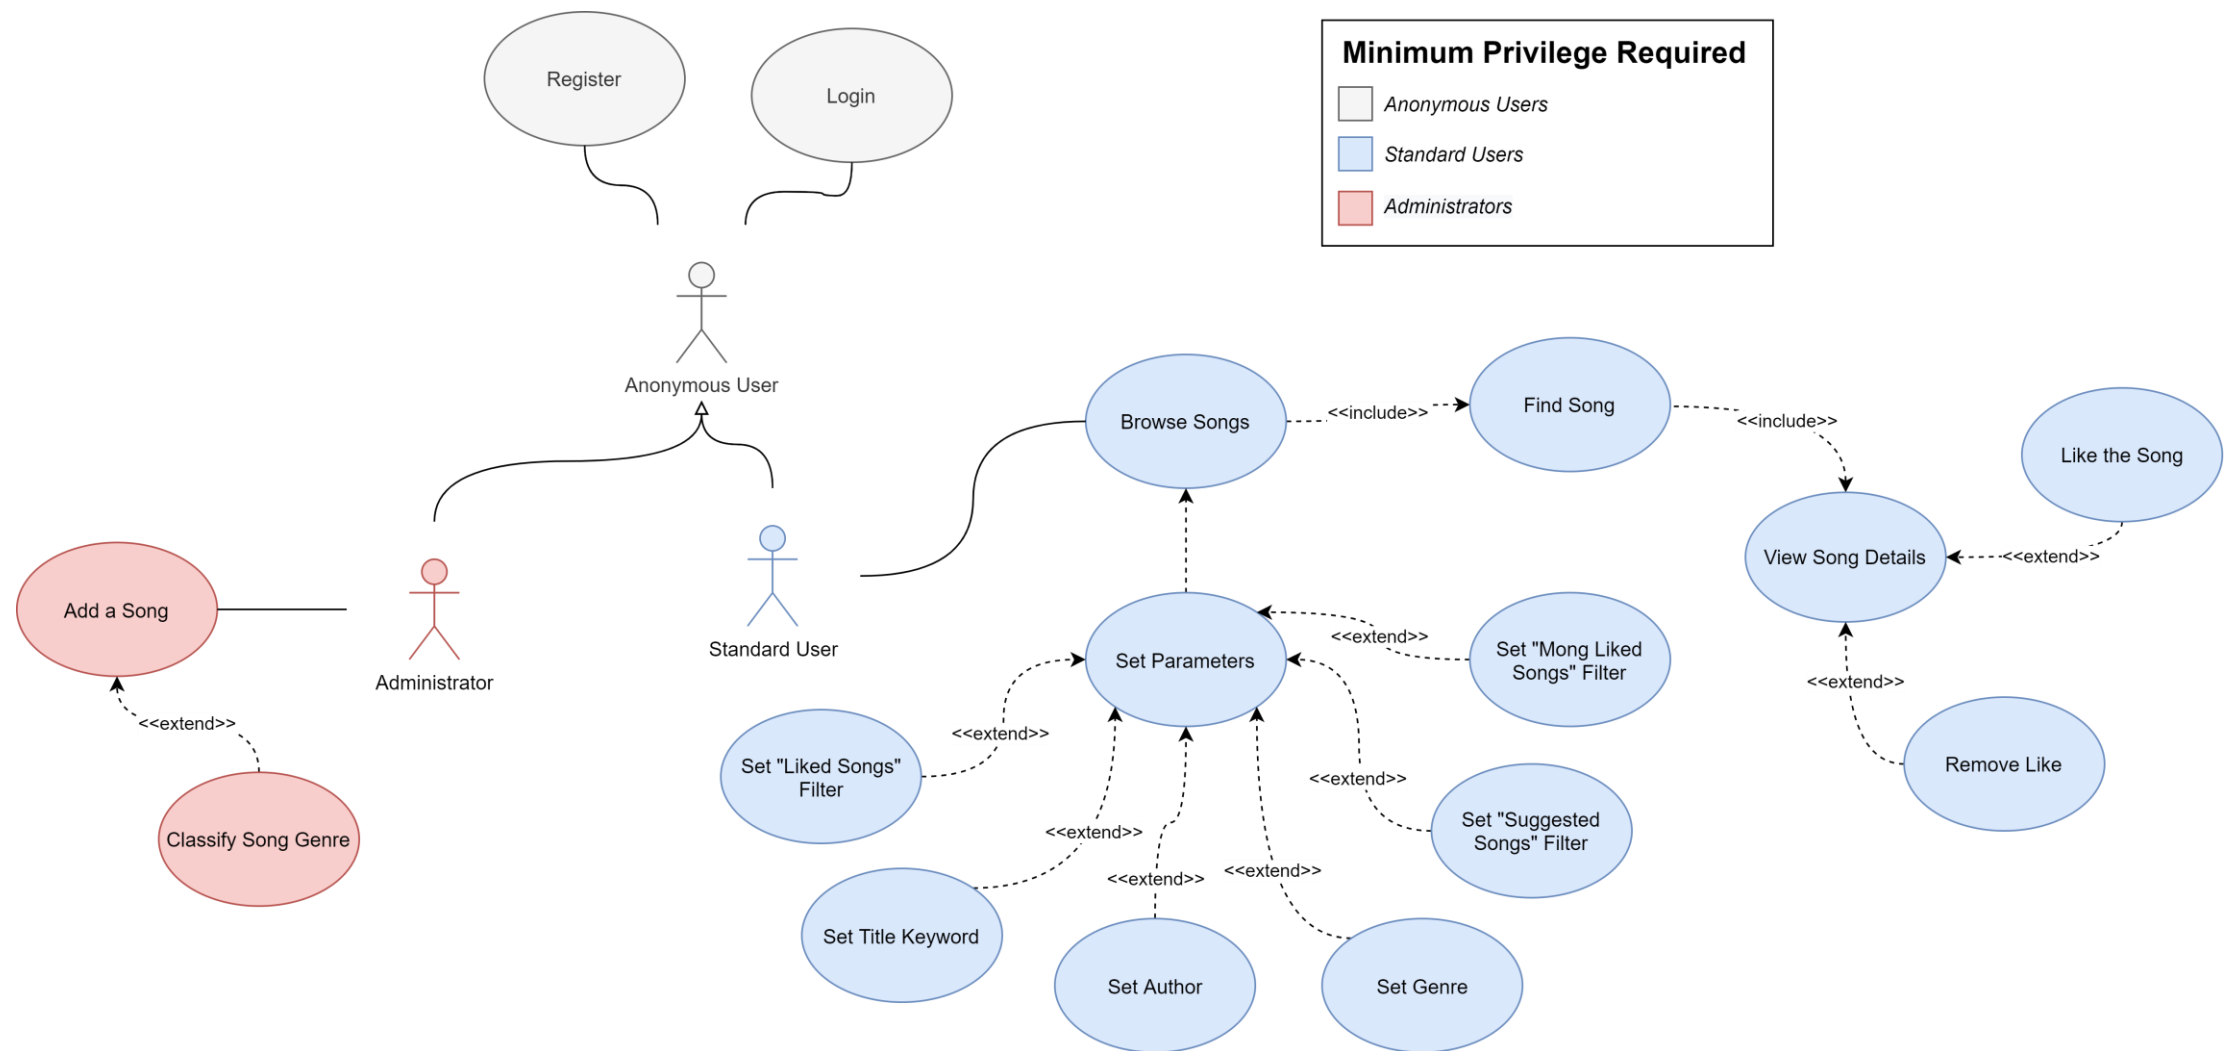 Register
Login
Minimum Privilege Required
Anonymous Users
Standard Users
Administrators
Anonymous User
Browse Songs
<<include>>
Find Song
<<include>>
Like the Song
View Song Details
<<extend>>
Add a Song
Administrator
Standard User
Set Parameters
<<extend>>
Set "Mong Liked
Songs" Filter
<<extend>>
<<extend>>
<<extend>>
Set "Liked Songs"
Filter
<<extend>>
Remove Like
Classify Song Genre
<<extend>>
<<extend>>
<<extend>>
Set "Suggested
Songs" Filter
Set Title Keyword
Set Author
Set Genre